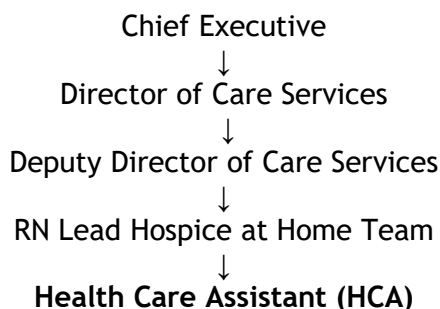 Chief Executive
↓
Director of Care Services
↓
Deputy Director of Care Services
↓
RN Lead Hospice at Home Team
↓
Health Care Assistant (HCA)